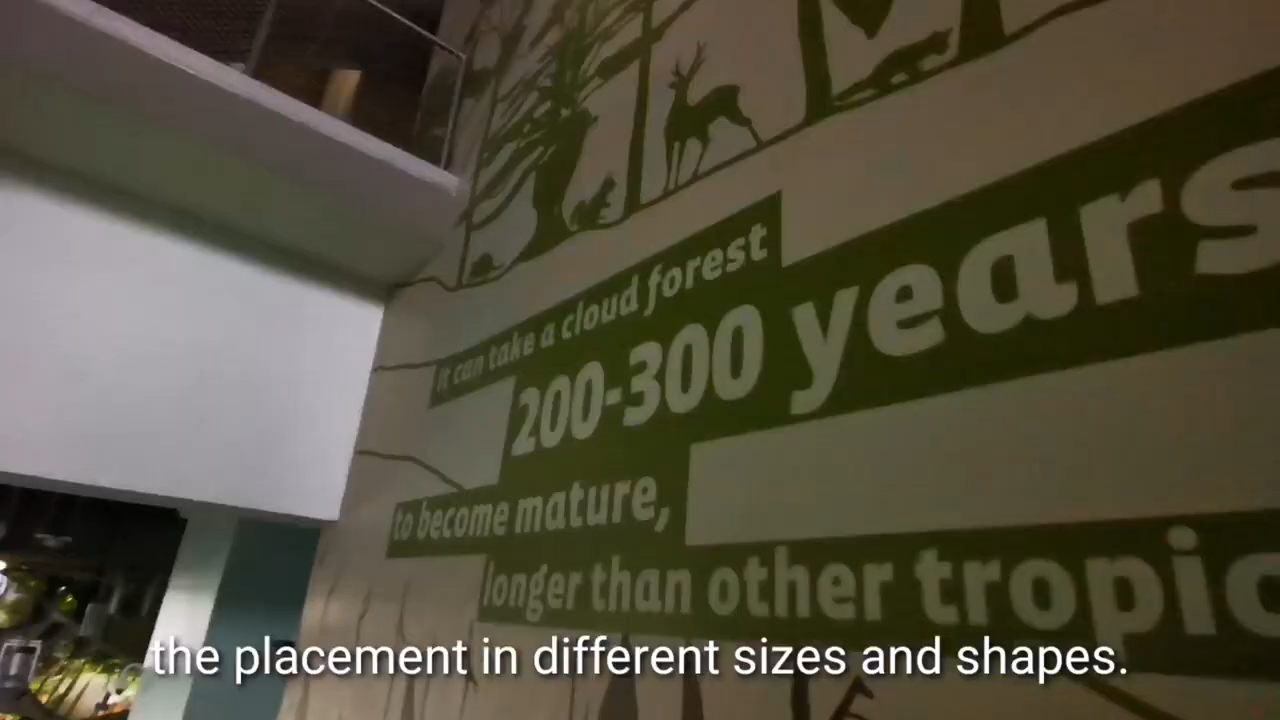 it can take a cloud forest
200-300 years
to become mature,
longer than other tropic
the placement in different sizes and shapes.